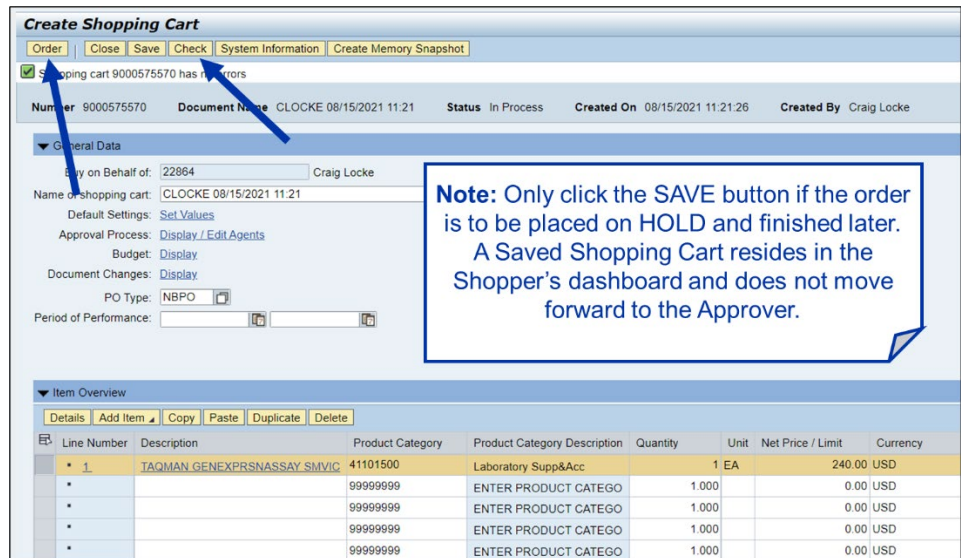 Create Shopping Cart
Order Close Save Check System Information Create Memory Snapshot
Shopping cart 9000575570 has no errors
Number 9000575570 Document Name CLOCKE 08/15/2021 11:21 Status In Process Created On 08/15/2021 11:21:26 Created By Craig Locke
General Data
Buy on Behalf of: 22864 Craig Locke
Name of shopping cart: CLOCKE 08/15/2021 11:21
Default Settings: Set Values
Approval Process: Display / Edit Agents
Budget: Display
Document Changes: Display
PO Type: NBPO
Period of Performance:
Note: Only click the SAVE button if the order
is to be placed on HOLD and finished later.
A Saved Shopping Cart resides in the
Shopper's dashboard and does not move
forward to the Approver.
Item Overview
Details Add Item Copy Paste Duplicate Delete
Line Number Description Product Category Product Category Description Quantity Unit Net Price / Limit Currency
1 TAQMAN GENEXPRSNASSAY SMVIC 41101500 Laboratory Supp&Acc 1 EA 240.00 USD
99999999 ENTER PRODUCT CATEGO 1.000 0.00 USD
99999999 ENTER PRODUCT CATEGO 1.000 0.00 USD
99999999 ENTER PRODUCT CATEGO 1.000 0.00 USD
99999999 ENTER PRODUCT CATEGO 1.000 0.00 USD